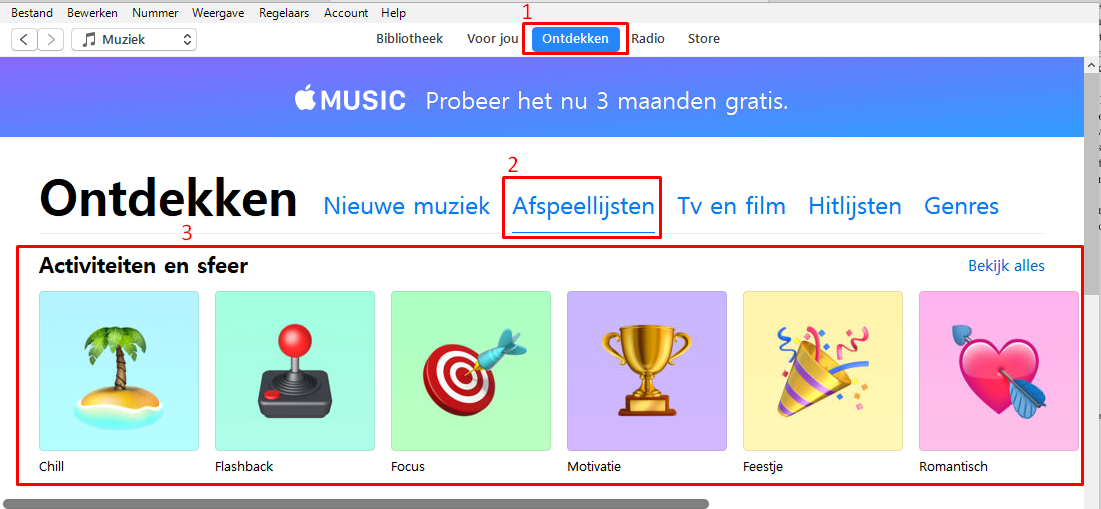 Bestand Bewerken Nummer Weergave Regelaars Account Help
1
Muziek Bibliotheek Voor jou Ontdekken Radio Store
MUSIC Probeer het nu 3 maanden gratis.
2
Ontdekken Nieuwe muziek Afspeellijsten Tv en film Hitlijsten Genres
3
Activiteiten en sfeer Bekijk alles
Chill Flashback Focus Motivatie Feestje Romantisch